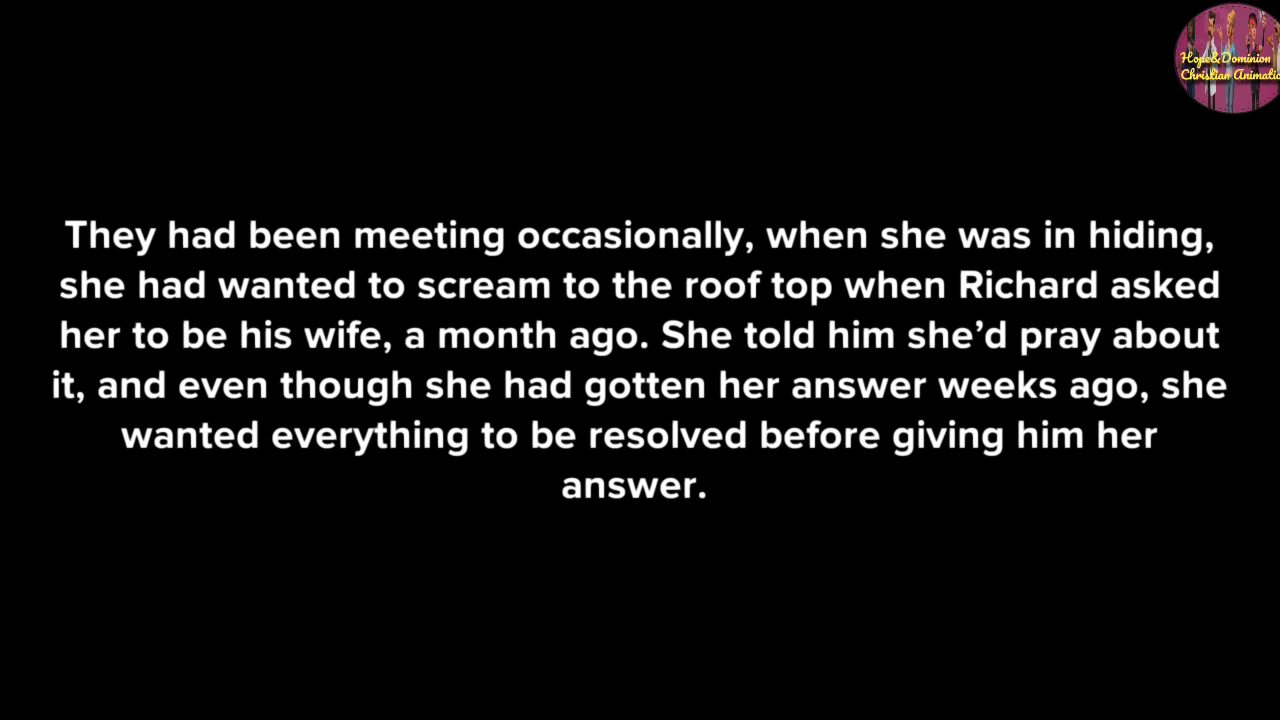 Hope&Dominion
Christian Animatio
They had been meeting occasionally, when she was in hiding,
she had wanted to scream to the roof top when Richard asked
her to be his wife, a month ago. She told him she’d pray about
it, and even though she had gotten her answer weeks ago, she
wanted everything to be resolved before giving him her
answer.